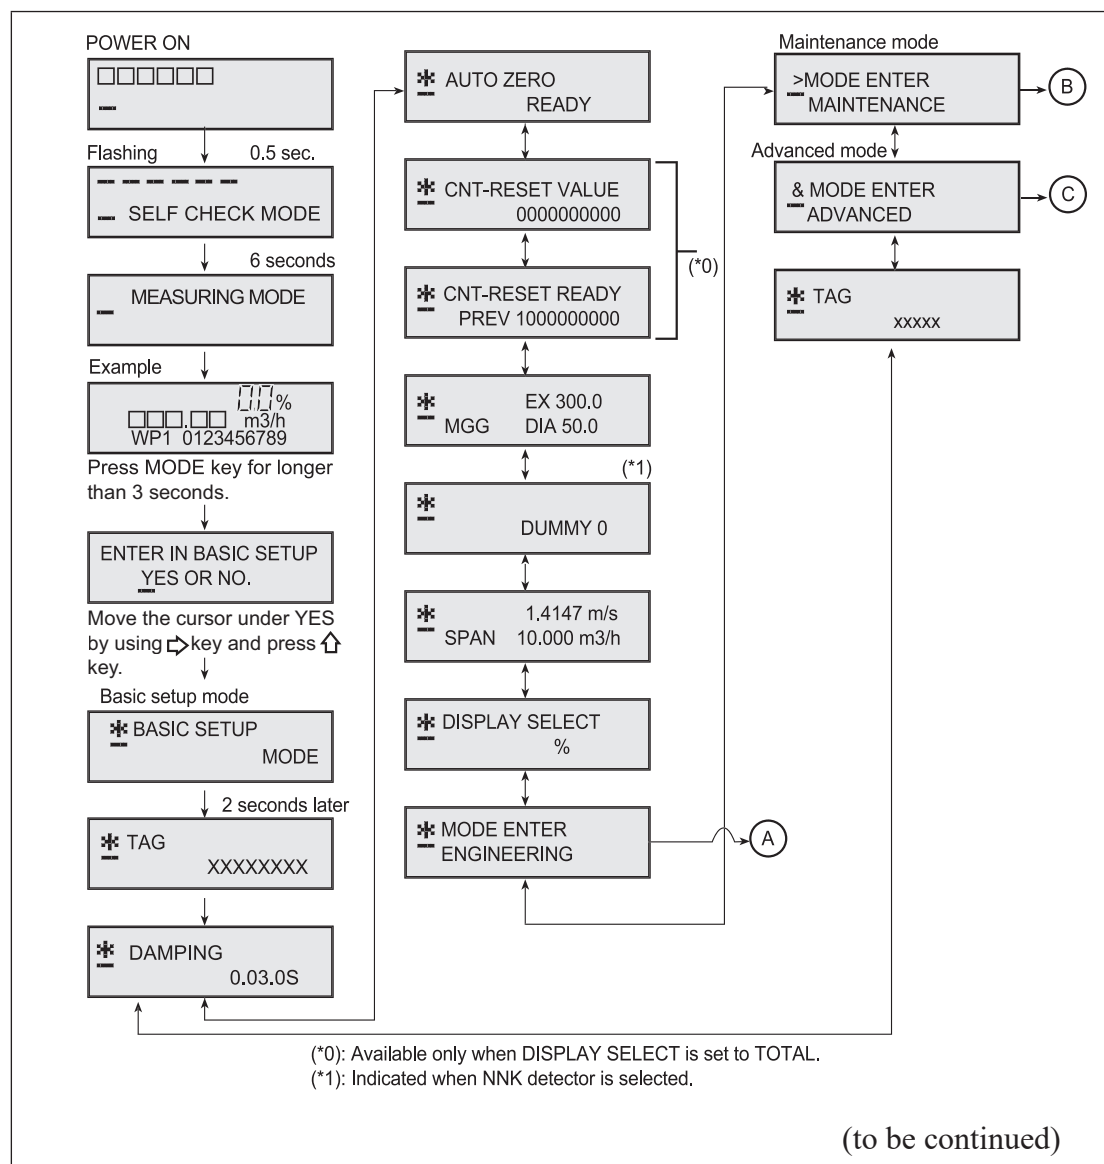 POWER ON
□□□□□□
Flashing 0.5 sec.
SELF CHECK MODE
6 seconds
MEASURING MODE
Example
00 %
□□□.□□ m3/h
WP1 0123456789
Press MODE key for longer
than 3 seconds.
ENTER IN BASIC SETUP
YES OR NO.
Move the cursor under YES
by using ⇨ key and press ⇧
key.
Basic setup mode
* BASIC SETUP
MODE
2 seconds later
* TAG
XXXXXXXX
* DAMPING
0.03.0S
* AUTO ZERO
READY
* CNT-RESET VALUE
0000000000
(*0)
* CNT-RESET READY
PREV 1000000000
* EX 300.0
MGG DIA 50.0
(*1)
*
DUMMY 0
* 1.4147 m/s
SPAN 10.000 m3/h
* DISPLAY SELECT
%
* MODE ENTER
ENGINEERING
A
Maintenance mode
>MODE ENTER
MAINTENANCE
B
Advanced mode
& MODE ENTER
ADVANCED
C
* TAG
xxxxx
(*0): Available only when DISPLAY SELECT is set to TOTAL.
(*1): Indicated when NNK detector is selected.
(to be continued)